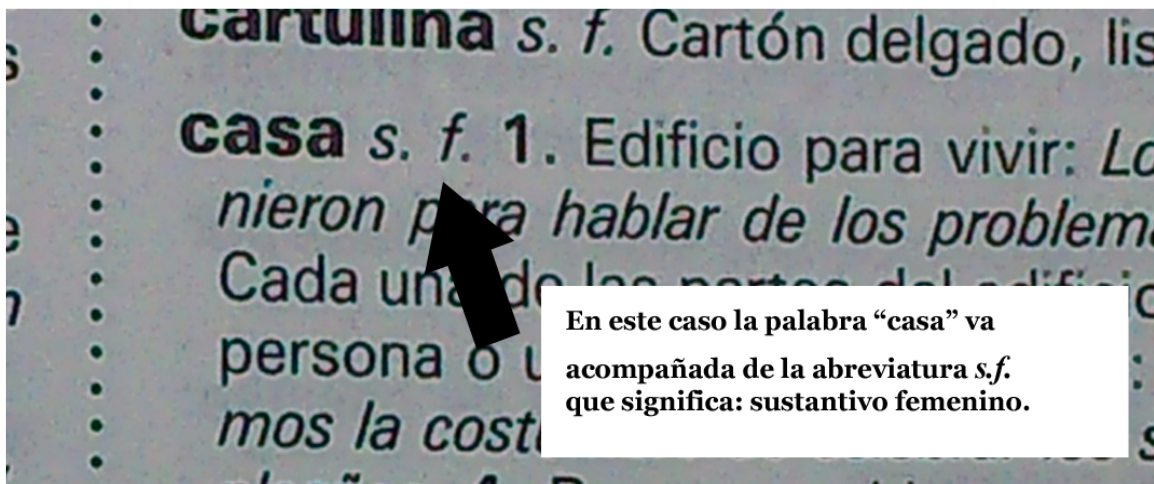 cartulina s. f. Cartón delgado, lis
casa s. f. 1. Edificio para vivir: Lo
nieron para hablar de los problema
Cada una de las partes del edificio
persona o u
mos la cost
En este caso la palabra “casa” va
acompañada de la abreviatura s.f.
que significa: sustantivo femenino.